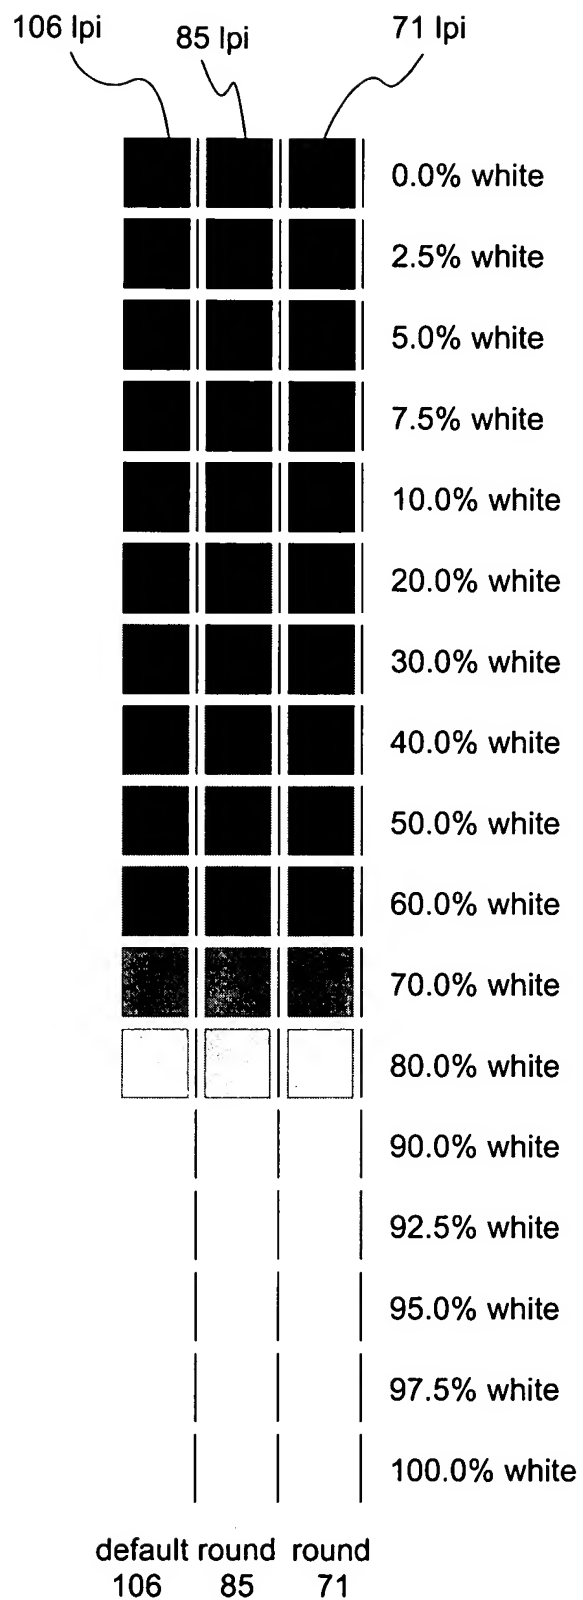 106 lpi
85 lpi
71 lpi
0.0% white
2.5% white
5.0% white
7.5% white
10.0% white
20.0% white
30.0% white
40.0% white
50.0% white
60.0% white
70.0% white
80.0% white
90.0% white
92.5% white
95.0% white
97.5% white
100.0% white
default round round
106 85 71